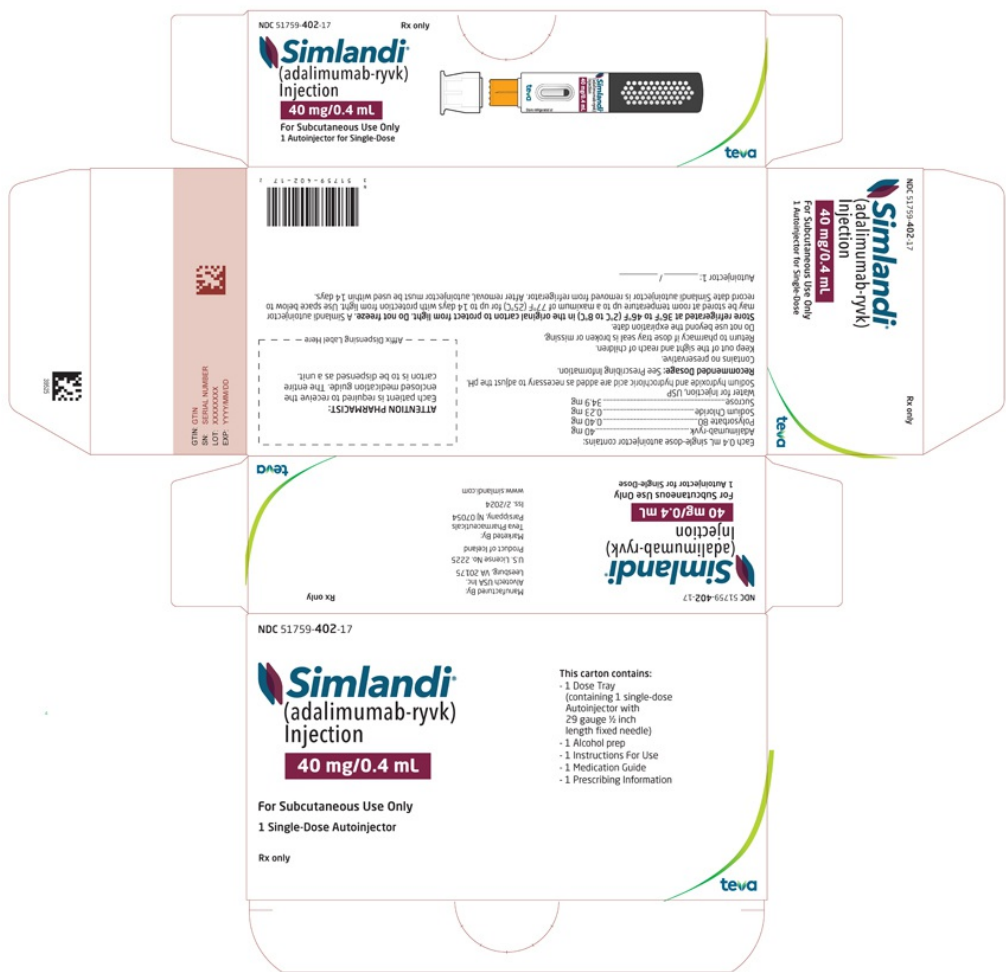 NDC 51759-402-17
Rx only
Simlandi®
(adalimumab-ryvk)
Injection
40 mg/0.4 mL
For Subcutaneous Use Only
1 Autoinjector for Single-Dose
teva
teva
Simlandi
40 mg/0.4 mL
NDC 51759-402-17
Rx only
Simlandi®
(adalimumab-ryvk)
Injection
40 mg/0.4 mL
For Subcutaneous Use Only
1 Autoinjector for Single-Dose
teva
Each 0.4 mL single-dose autoinjector contains:
Adalimumab-ryvk 40 mg
Polysorbate 80 0.40 mg
Sodium Chloride 0.23 mg
Sucrose 34.9 mg
Water for Injection, USP
Sodium hydroxide and hydrochloric acid are added as necessary to adjust the pH.
Recommended Dosage: See Prescribing Information.
Contains no preservative.
Keep out of the sight and reach of children.
Return to pharmacy if dose tray seal is broken or missing.
Do not use beyond the expiration date.
Store refrigerated at 36°F to 46°F (2°C to 8°C) in the original carton to protect from light. Do not freeze. A Simlandi autoinjector
may be stored at room temperature up to a maximum of 77°F (25°C) for up to 14 days with protection from light. Use space below to
record date Simlandi autoinjector is removed from refrigerator. After removal, autoinjector must be used within 14 days.
Autoinjector 1: ______ / ______
ATTENTION PHARMACIST:
Each patient is required to receive the
enclosed medication guide. The entire
carton is to be dispensed as a unit.
Affix Dispensing Label Here
51759-402-17
GTIN: GTIN
SN: SERIAL NUMBER
LOT: XXXXXXXX
EXP: YYYY/MM/DD
NDC 51759-402-17
Rx only
Simlandi®
(adalimumab-ryvk)
Injection
40 mg/0.4 mL
For Subcutaneous Use Only
1 Autoinjector for Single-Dose
Manufactured By:
Alvotech USA Inc.
Leesburg, VA 20175
U.S. License No. 2225
Product of Iceland
Marketed By:
Teva Pharmaceuticals
Parsippany, NJ 07054
Iss. 2/2024
www.simlandi.com
teva
NDC 51759-402-17
Simlandi®
(adalimumab-ryvk)
Injection
40 mg/0.4 mL
For Subcutaneous Use Only
1 Single-Dose Autoinjector
Rx only
This carton contains:
- 1 Dose Tray
(containing 1 single-dose
Autoinjector with
29 gauge ½ inch
length fixed needle)
- 1 Alcohol prep
- 1 Instructions For Use
- 1 Medication Guide
- 1 Prescribing Information
teva